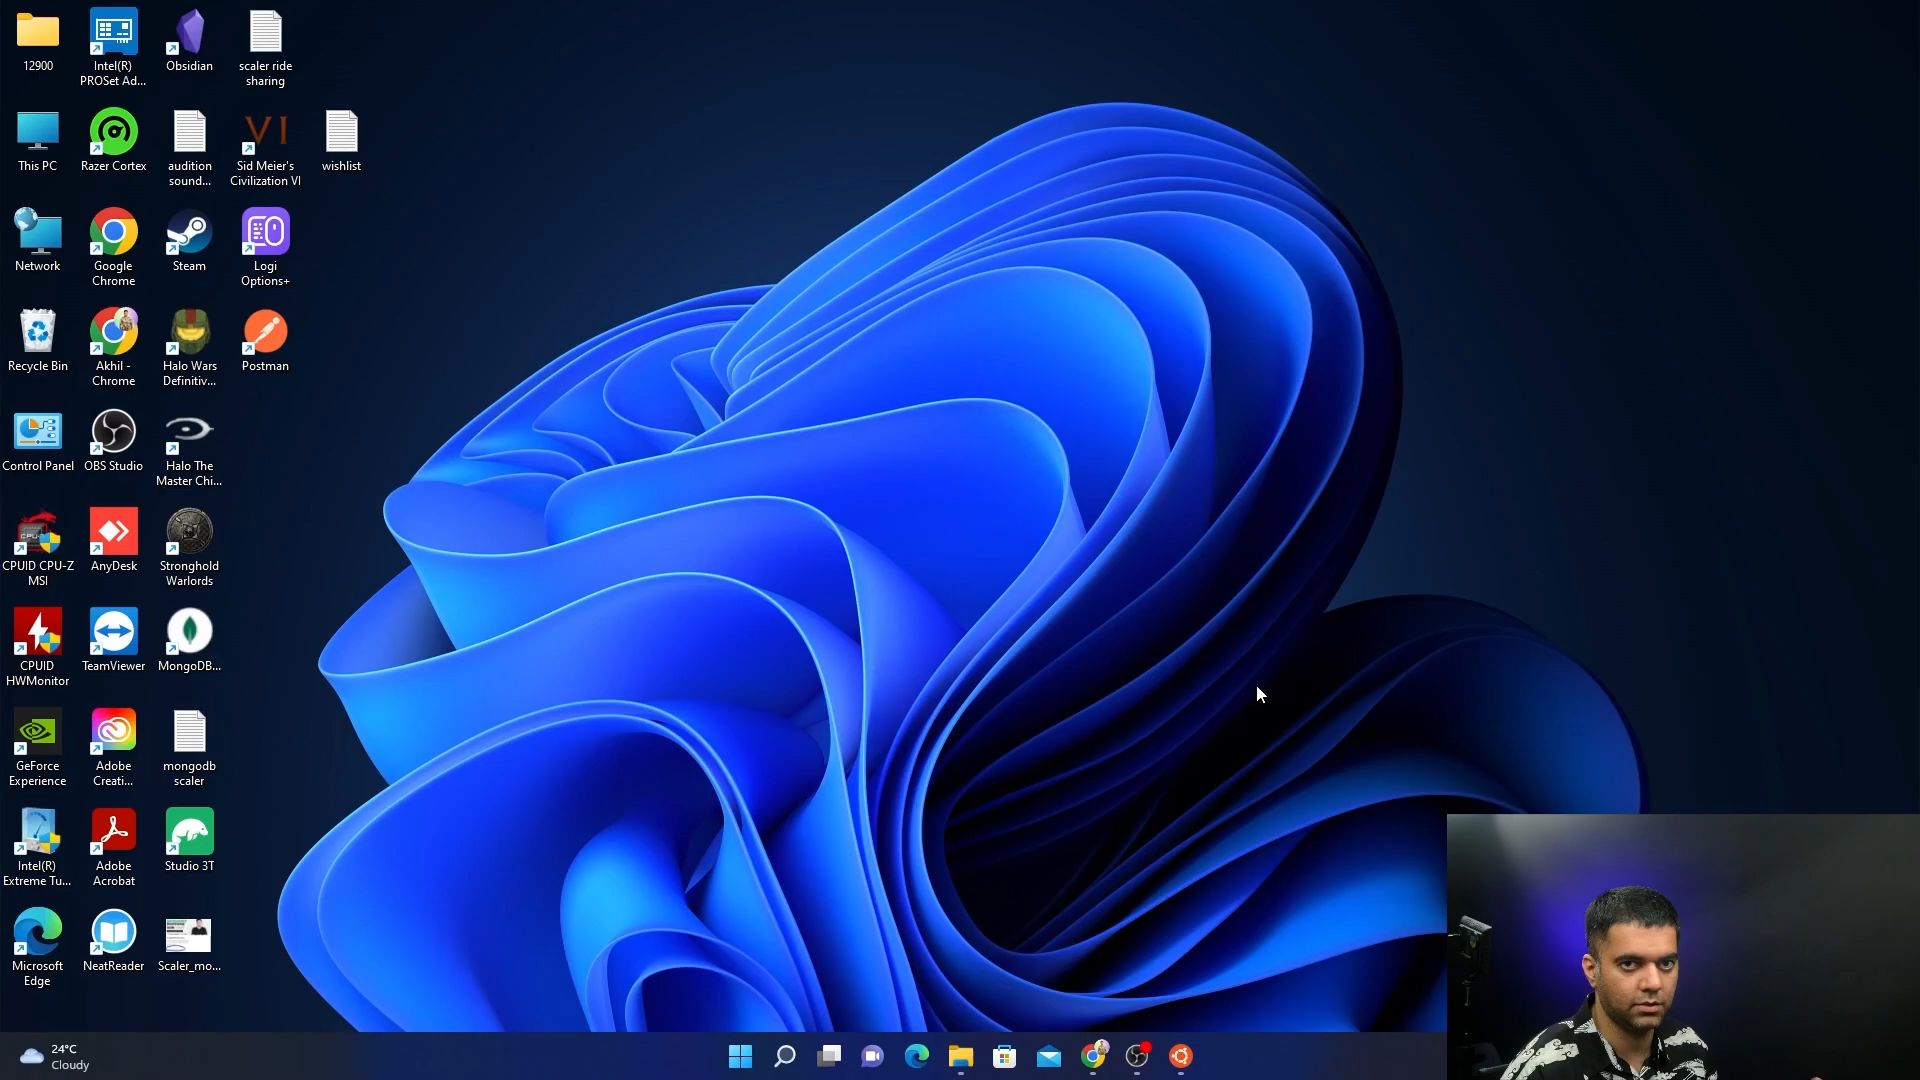 12900
Intel(R)
PROSet Ad...
Obsidian
scaler ride
sharing
This PC
Razer Cortex
audition
sound...
VI
Sid Meier's
Civilization VI
wishlist
Network
Google
Chrome
Steam
Logi
Options+
Recycle Bin
Akhil -
Chrome
Halo Wars
Definitiv...
Postman
Control Panel
OBS Studio
Halo The
Master Chi...
CPUID CPU-Z
MSI
AnyDesk
Stronghold
Warlords
CPUID
HWMonitor
TeamViewer
MongoDB...
GeForce
Experience
Adobe
Creati...
mongodb
scaler
Intel(R)
Extreme Tu...
Adobe
Acrobat
Studio 3T
Microsoft
Edge
NeatReader
Scaler_mo...
24°C
Cloudy